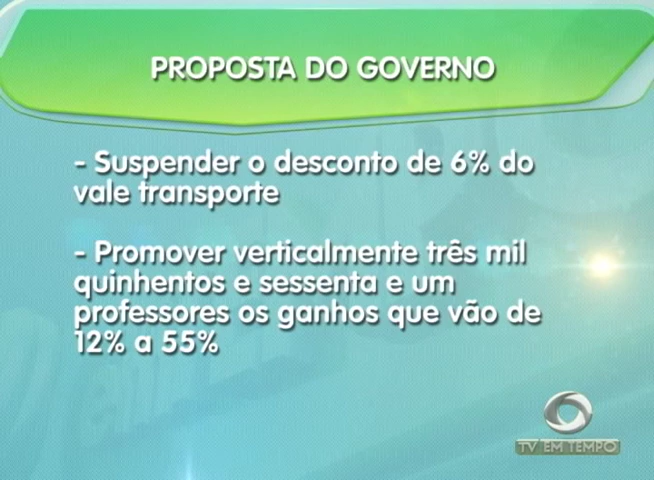 PROPOSTA DO GOVERNO
- Suspender o desconto de 6% do
vale transporte
- Promover verticalmente três mil
quinhentos e sessenta e um
professores os ganhos que vão de
12% a 55%
TV EM TEMPO